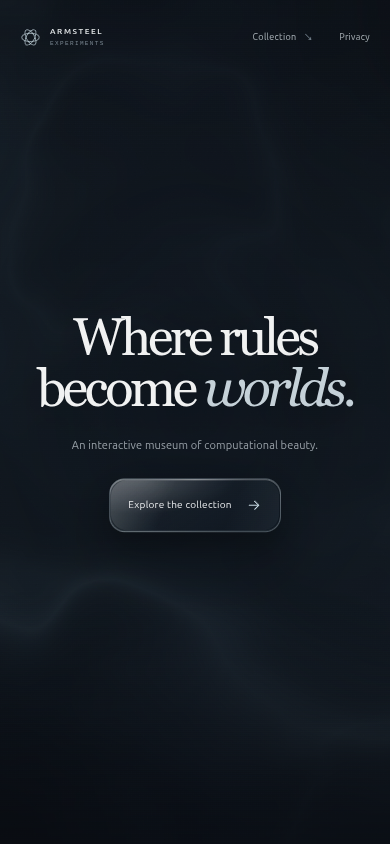 ARMSTEEL
EXPERIMENTS
Collection ↘
Privacy
Where rules
become worlds.
An interactive museum of computational beauty.
Explore the collection →